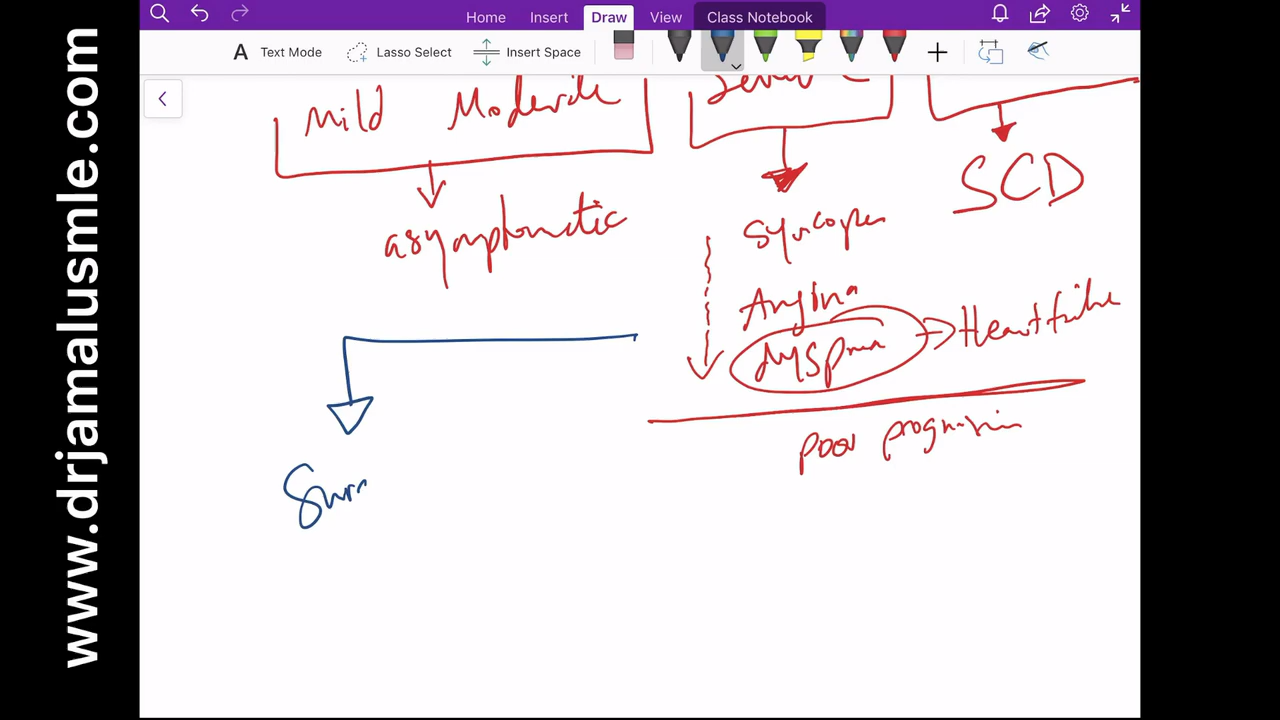 www.drjamalusmle.com
Home Insert Draw View Class Notebook
A Text Mode Lasso Select Insert Space
Mild Moderate
asymptomatic
SCD
Syncope
Angina
Heart failure
poor prognosis